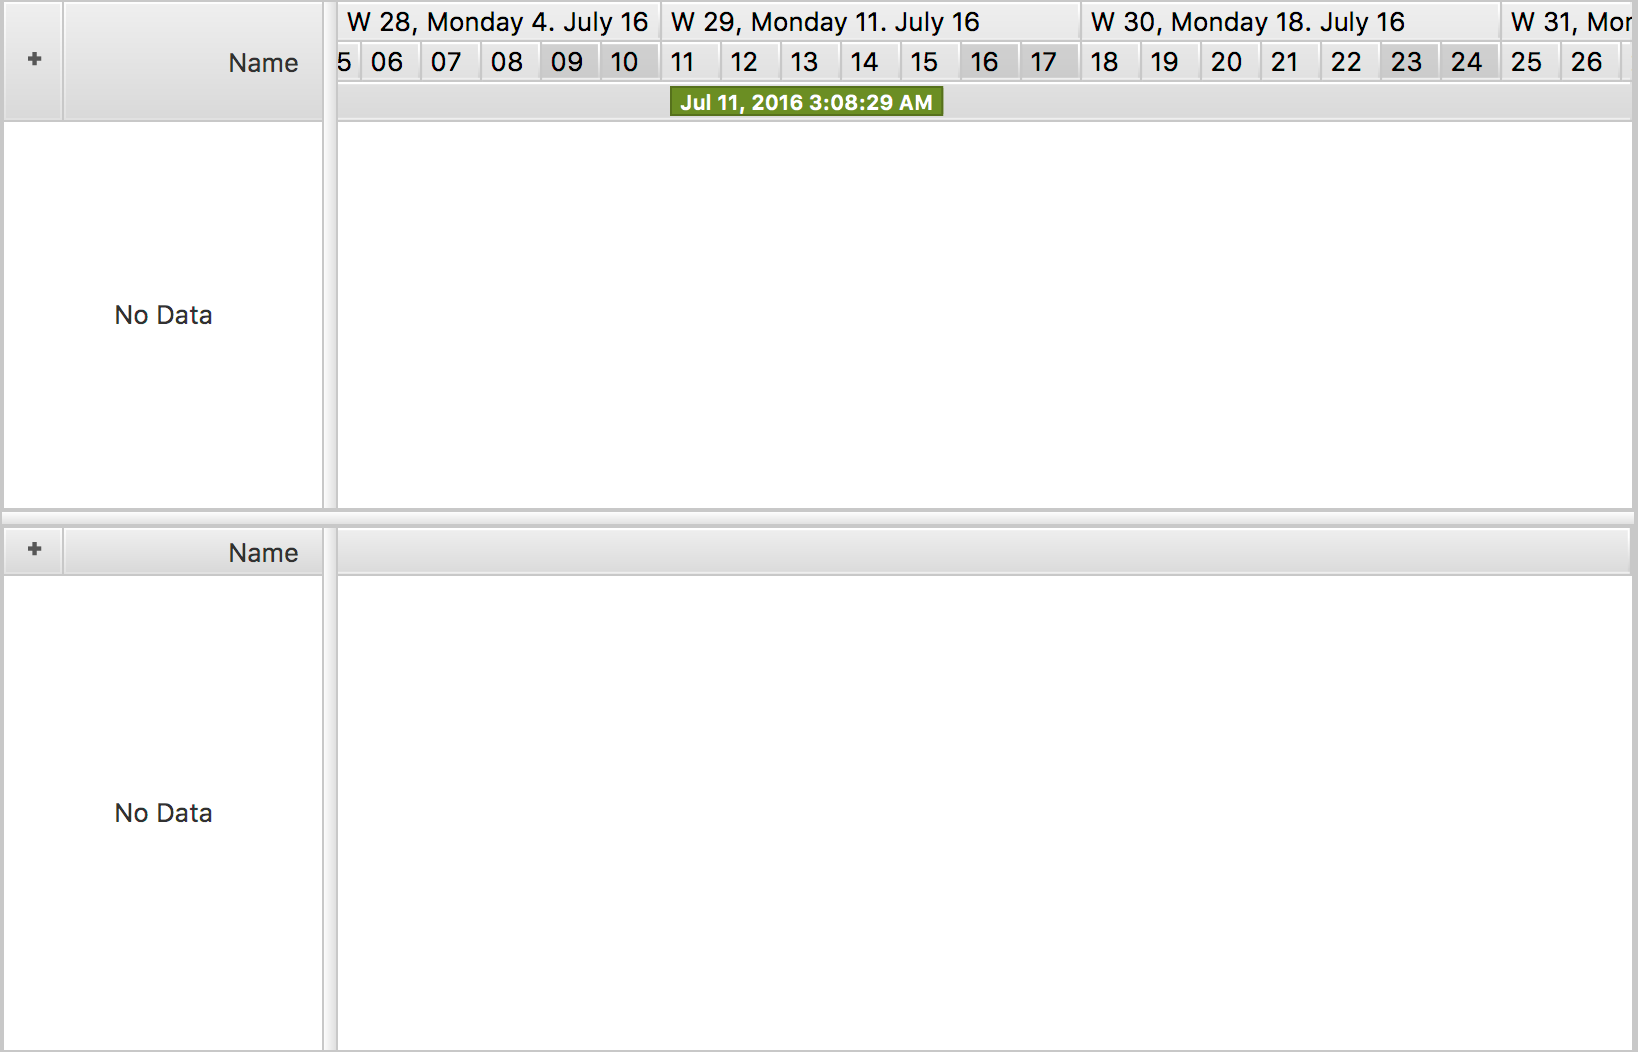 W 28, Monday 4. July 16 W 29, Monday 11. July 16 W 30, Monday 18. July 16 W 31, Mon
+ Name 5 06 07 08 09 10 11 12 13 14 15 16 17 18 19 20 21 22 23 24 25 26
Jul 11, 2016 3:08:29 AM
No Data
+ Name
No Data